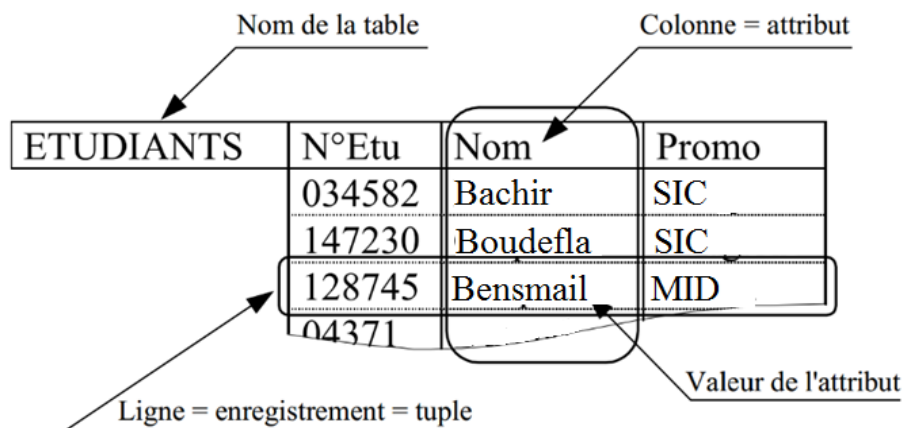 Nom de la table
Colonne = attribut
ETUDIANTS N°Etu Nom Promo
034582 Bachir SIC
147230 Boudefla SIC
128745 Bensmail MID
04371
Valeur de l'attribut
Ligne = enregistrement = tuple